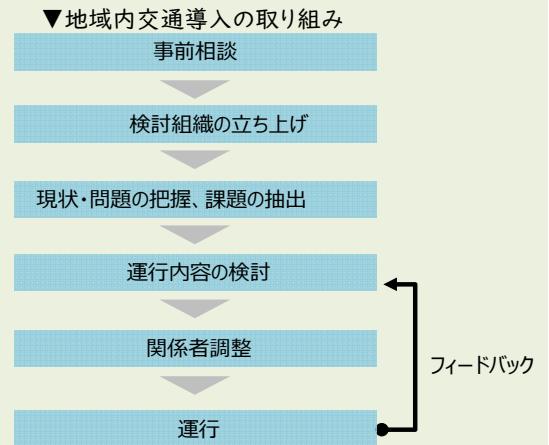 ▼地域内交通導入の取り組み
事前相談
検討組織の立ち上げ
現状・問題の把握、課題の抽出
運行内容の検討
関係者調整
フィードバック
運行